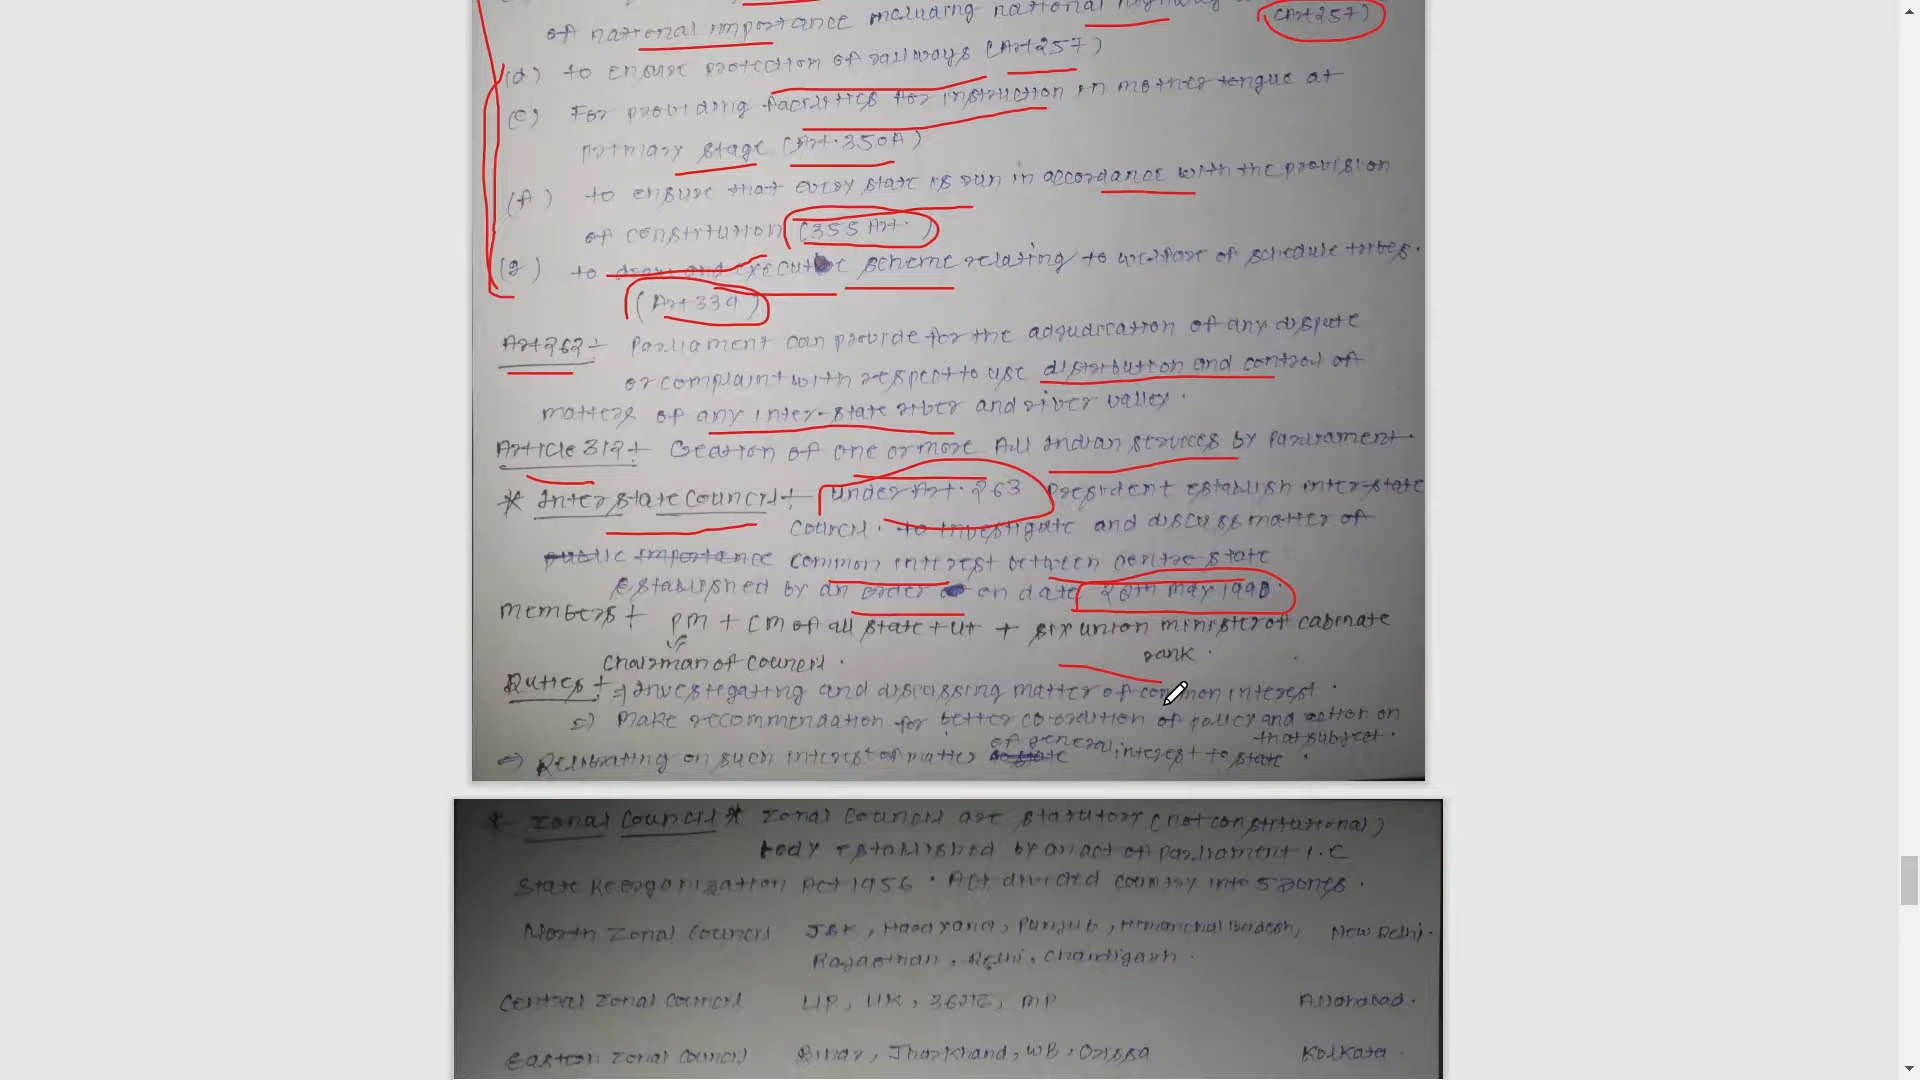 of national importance including national (Art 257)
(d) to ensure protection of railways (Art 257)
(e) For providing facilities for instruction in mother tongue at
primary stage (Art. 350A)
(f) to ensure that every state is run in accordance with the provision
of constitution (355 Art.)
(g) to draw and execute scheme relating to welfare of schedule tribes.
(Art 339)
Art 262 - Parliament can provide for the adjudication of any dispute
or complaint with respect to use distribution and control of
matters of any inter-state river and river valley.
Article 312 - Creation of one or more All Indian services by Parliament.
* Inter state council - Under Art. 263 President establish inter-state
council. to investigate and discuss matter of
public importance common interest between centre state
Established by an order on date 28th May 1990.
members + PM + CM of all state + UT + six union minister of cabinate
rank.
Chairman of council.
Duties + ⇒ Investegating and discussing matter of common interest.
⇒ Make recommendation for better co-ordition of policy and action on
that subject.
⇒ Relibrating on such interest of matter of general interest to state.
* Zonal Council * Zonal council are statutory (not constitutional)
body established by an act of Parliament i.e
State Reorganization Act 1956. Act divided country into 5 zones.
North Zonal Council J&K, Haryana, Punjub, Himanchal Pradesh, New Delhi.
Rajasthan, Delhi, Chandigarh.
Central Zonal Council UP, UK, 36गढ़, MP Allahabad.
Eastern Zonal Council Bihar, Jharkhand, WB, Orissa Kolkata.